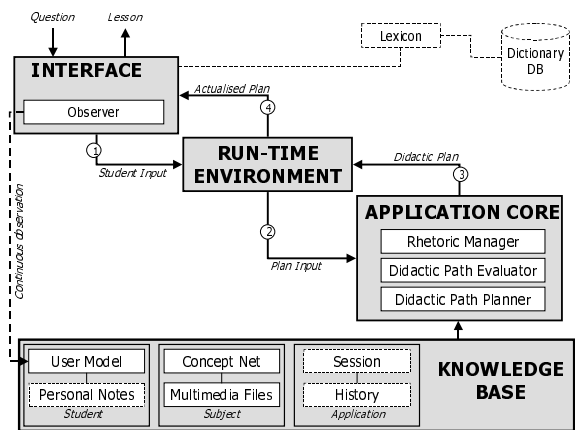 Question
Lesson
Lexicon
Dictionary
DB
INTERFACE
Observer
Actualised Plan
4
1
Student Input
RUN-TIME
ENVIRONMENT
Didactic Plan
3
2
Plan Input
APPLICATION CORE
Rhetoric Manager
Didactic Path Evaluator
Didactic Path Planner
Continuous observation
User Model
Personal Notes
Student
Concept Net
Multimedia Files
Subject
Session
History
Application
KNOWLEDGE
BASE